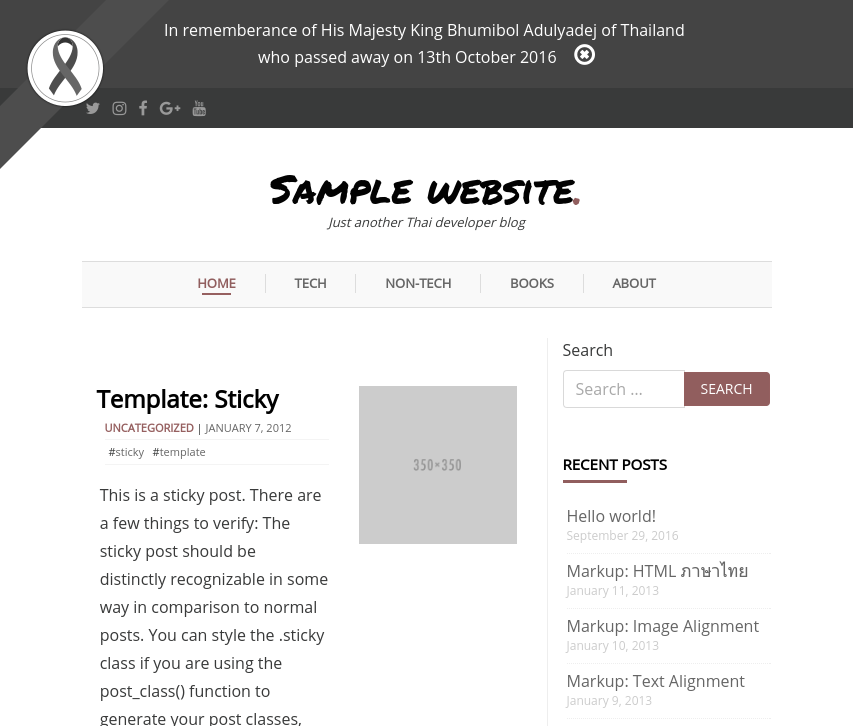 In rememberance of His Majesty King Bhumibol Adulyadej of Thailand
who passed away on 13th October 2016
Sample website.
Just another Thai developer blog
HOME
TECH
NON-TECH
BOOKS
ABOUT
Template: Sticky
UNCATEGORIZED | JANUARY 7, 2012
#sticky #template
This is a sticky post. There are
a few things to verify: The
sticky post should be
distinctly recognizable in some
way in comparison to normal
posts. You can style the .sticky
class if you are using the
post_class() function to
generate your post classes,
350×350
Search
Search ...
SEARCH
RECENT POSTS
Hello world!
September 29, 2016
Markup: HTML ภาษาไทย
January 11, 2013
Markup: Image Alignment
January 10, 2013
Markup: Text Alignment
January 9, 2013